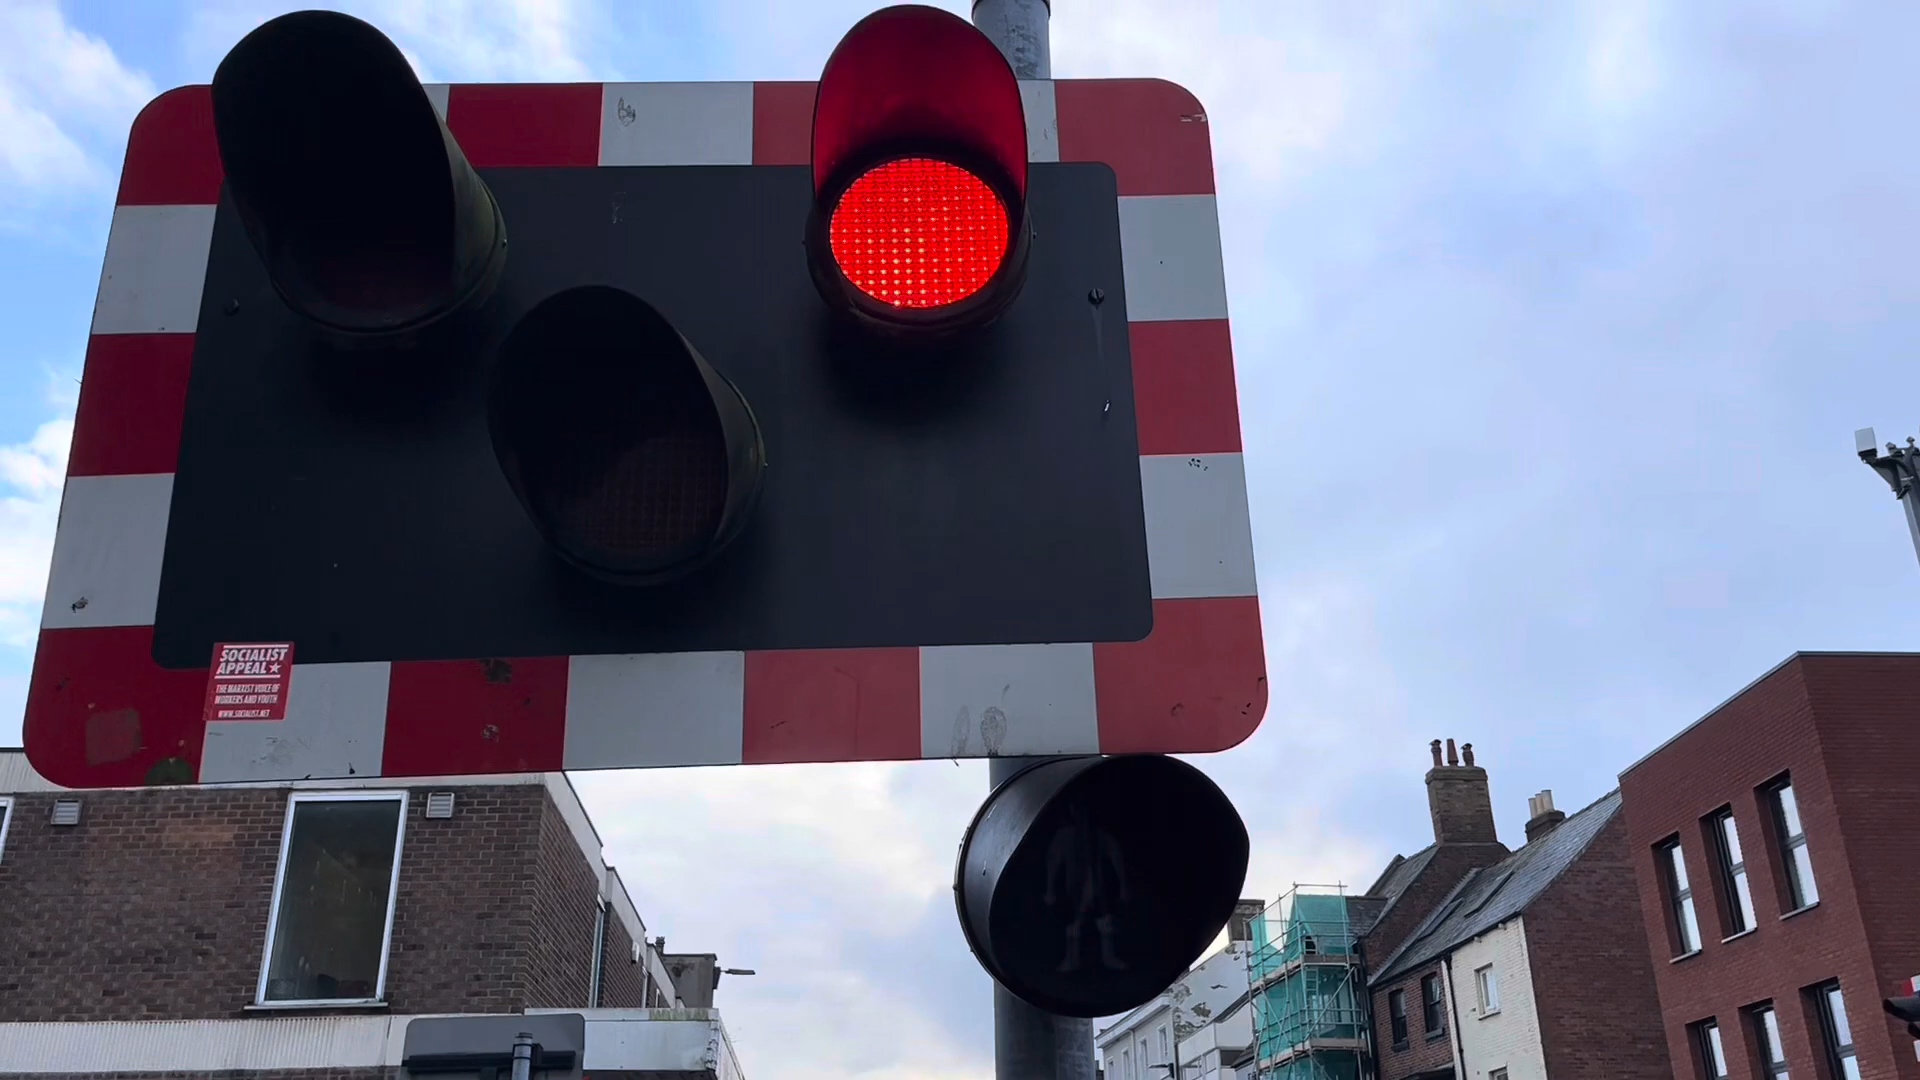 SOCIALIST
APPEAL
THE MARXIST VOICE OF
WORKERS AND YOUTH
WWW.SOCIALIST.NET